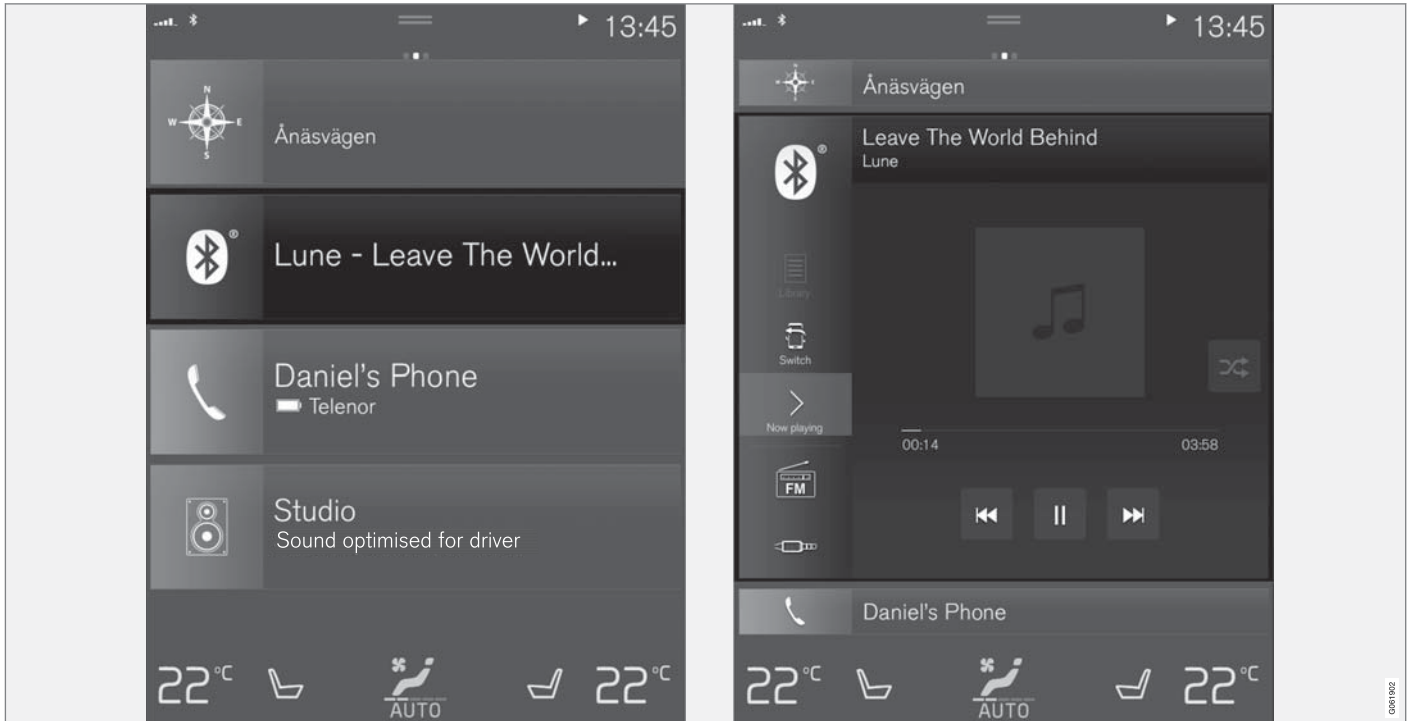 13:45
N
W E
S
Ånäsvägen
®
Lune - Leave The World...
Daniel's Phone
Telenor
Studio
Sound optimised for driver
22°C
AUTO
22°C
13:45
Ånäsvägen
®
Leave The World Behind
Lune
Library
Switch
Now playing
00:14
03:58
FM
Daniel's Phone
22°C
AUTO
22°C
G061902